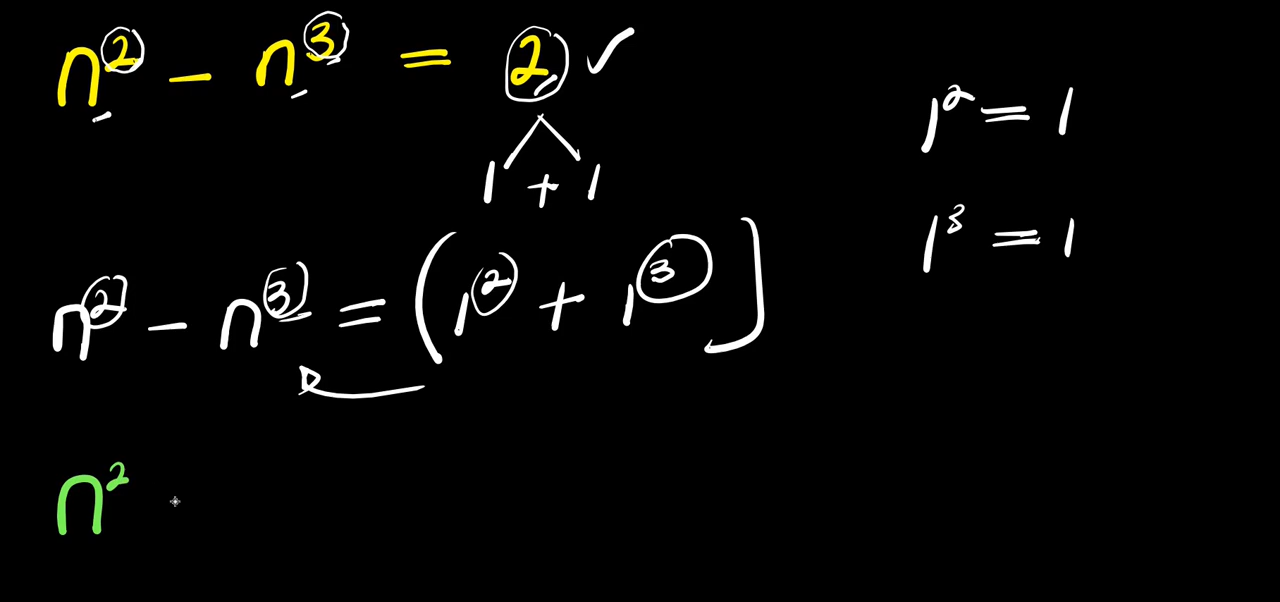 n² - n³ = 2 ✓
1 + 1
1² = 1
1³ = 1
n² - n³ = (1² + 1³)
n²